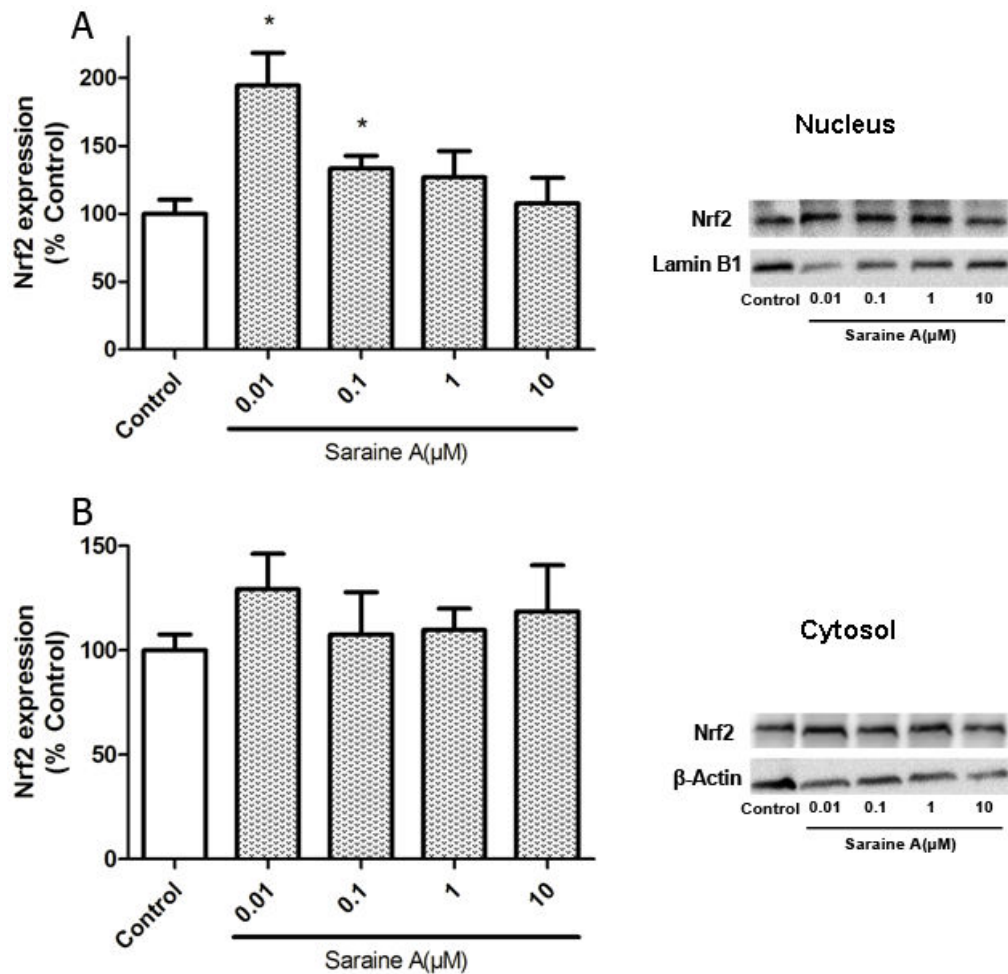 A
Nrf2 expression
(% Control)
200
150
100
50
0
*
*
Control
0.01
0.1
1
10
Saraine A(µM)
Nucleus
Nrf2
Lamin B1
Control 0.01 0.1 1 10
Saraine A(µM)
B
Nrf2 expression
(% Control)
150
100
50
0
Control
0.01
0.1
1
10
Saraine A(µM)
Cytosol
Nrf2
β-Actin
Control 0.01 0.1 1 10
Saraine A(µM)